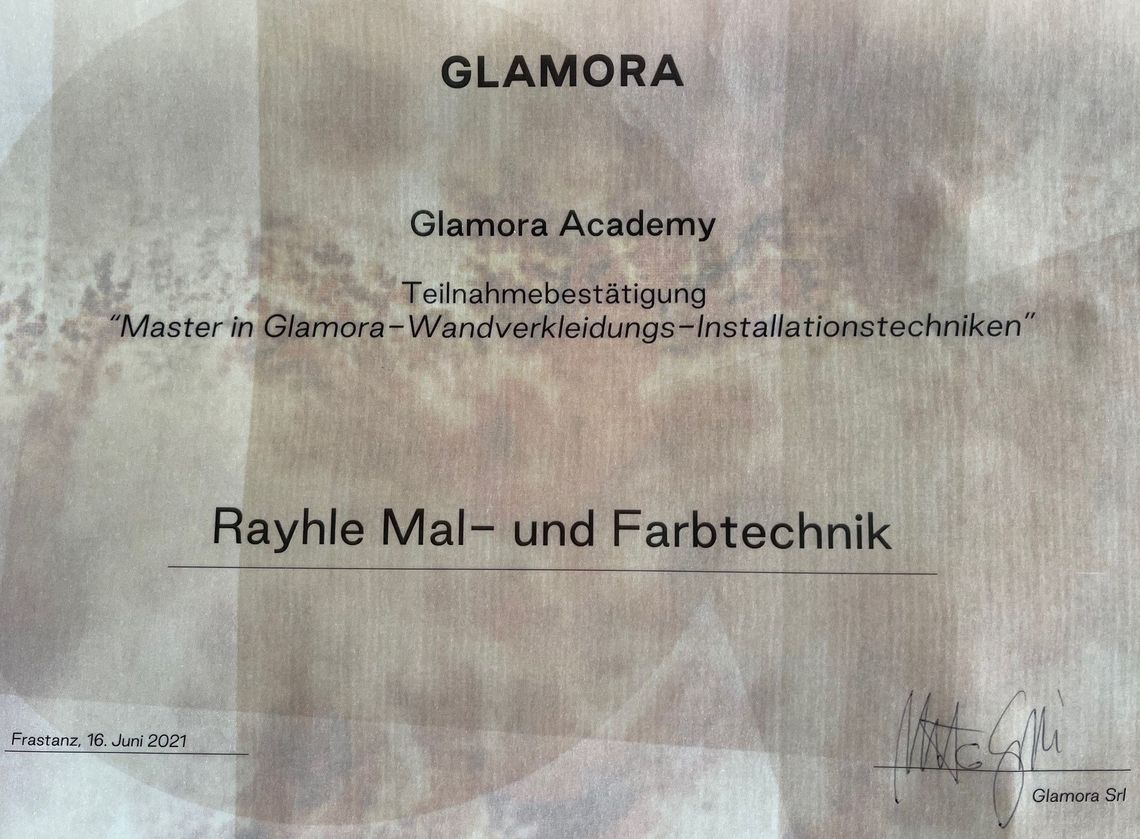 GLAMORA
Glamora Academy
Teilnahmebestätigung
“Master in Glamora-Wandverkleidungs-Installationstechniken”
Rayhle Mal- und Farbtechnik
Frastanz, 16. Juni 2021
Glamora Srl